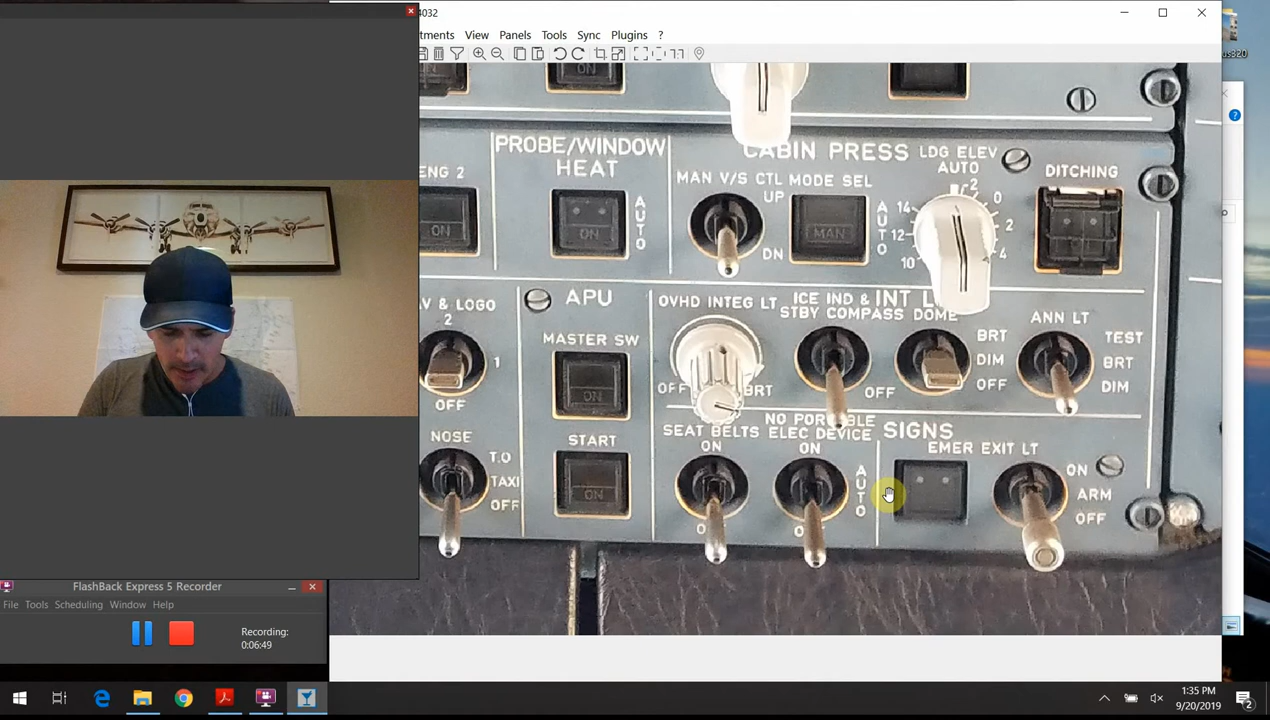 4032
tments View Panels Tools Sync Plugins ?
us320
PROBE/WINDOW
HEAT
CABIN PRESS
LDG ELEV
AUTO
DITCHING
ENG 2
MAN V/S CTL MODE SEL
UP
DN
ON
ON
AUTO
MAN
AUTO
14
12
10
2
0
2
4
V & LOGO
2
1
OFF
APU
MASTER SW
ON
START
ON
OVHD INTEG LT
OFF
BRT
ICE IND &
STBY COMPASS
OFF
INT L
DOME
BRT
DIM
OFF
ANN LT
TEST
BRT
DIM
NOSE
T.O
TAXI
OFF
SEAT BELTS
ON
NO POR BLE
ELEC DEVICE
ON
AUTO
SIGNS
EMER EXIT LT
ON
ARM
OFF
FlashBack Express 5 Recorder
File Tools Scheduling Window Help
Recording:
0:06:49
1:35 PM
9/20/2019
2